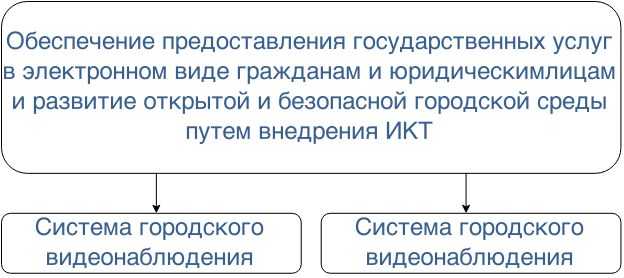 Обеспечение предоставления государственных услуг
в электронном виде гражданам и юридическимлицам
и развитие открытой и безопасной городской среды
путем внедрения ИКТ
Система городского
видеонаблюдения
Система городского
видеонаблюдения